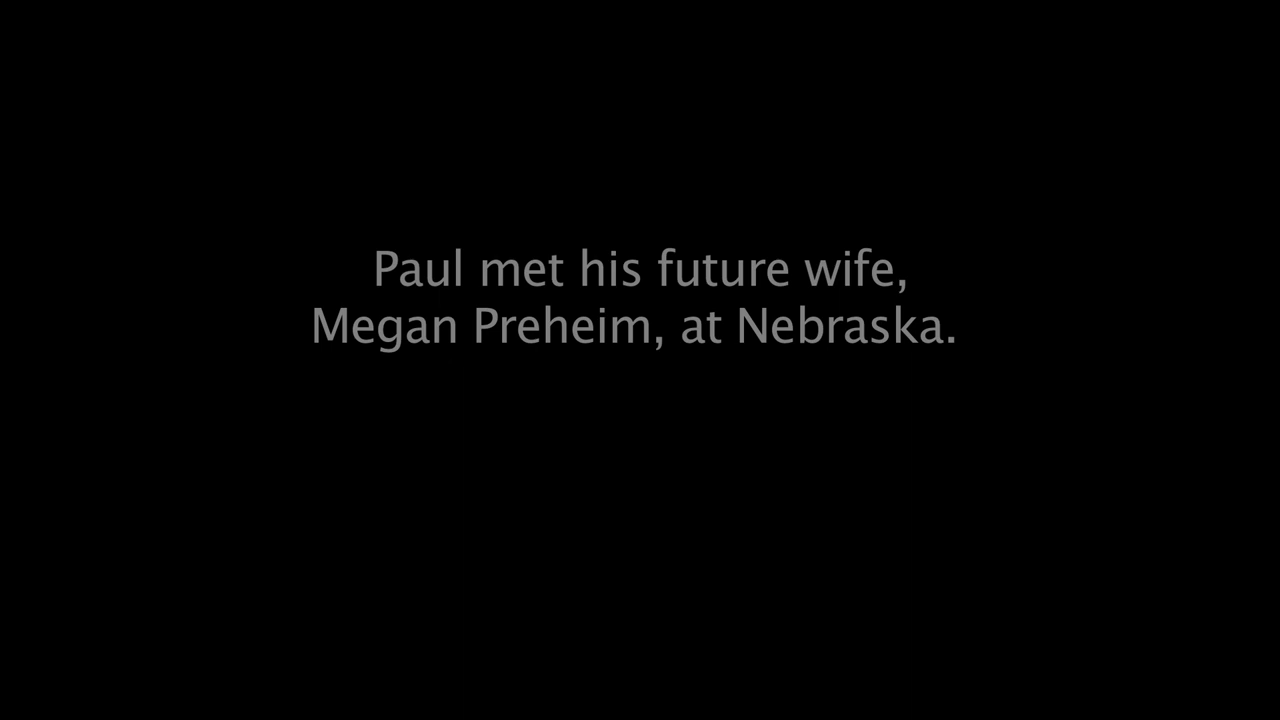 Paul met his future wife,
Megan Preheim, at Nebraska.